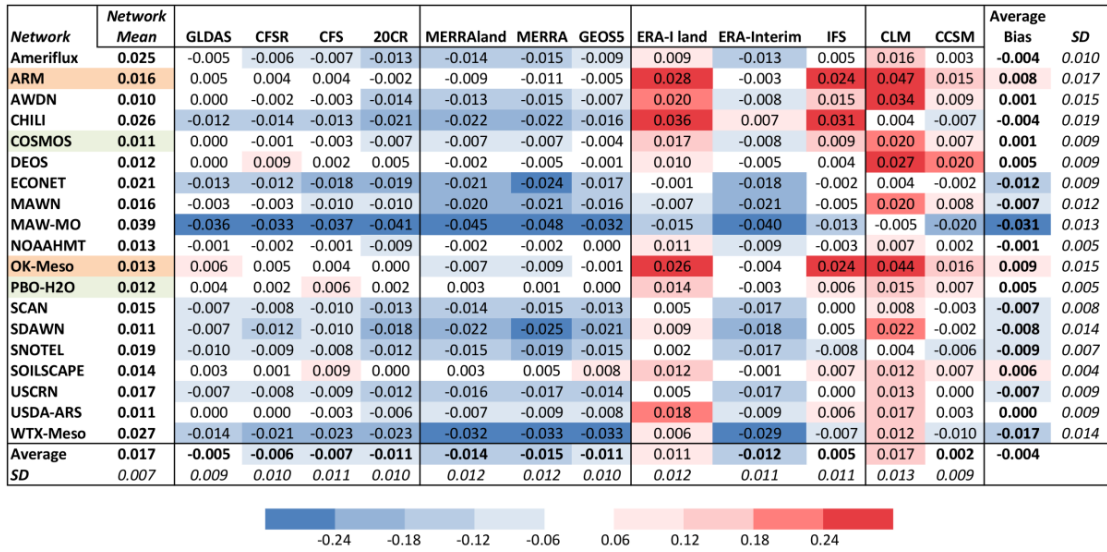 Network Average
Network Mean GLDAS CFSR CFS 20CR MERRAland MERRA GEOS5 ERA-I land ERA-Interim IFS CLM CCSM Bias SD
Ameriflux 0.025 -0.005 -0.006 -0.007 -0.013 -0.014 -0.015 -0.009 0.009 -0.013 0.005 0.016 0.003 -0.004 0.010
ARM 0.016 0.005 0.004 0.004 -0.002 -0.009 -0.011 -0.005 0.028 -0.003 0.024 0.047 0.015 0.008 0.017
AWDN 0.010 0.000 -0.002 -0.003 -0.014 -0.013 -0.015 -0.007 0.020 -0.008 0.015 0.034 0.009 0.001 0.015
CHILI 0.026 -0.012 -0.014 -0.013 -0.021 -0.022 -0.022 -0.016 0.036 0.007 0.031 0.004 -0.007 -0.004 0.019
COSMOS 0.011 0.000 -0.001 -0.003 -0.007 -0.007 -0.007 -0.004 0.017 -0.008 0.009 0.020 0.007 0.001 0.009
DEOS 0.012 0.000 0.009 0.002 0.005 -0.002 -0.005 -0.001 0.010 -0.005 0.004 0.027 0.020 0.005 0.009
ECONET 0.021 -0.013 -0.012 -0.018 -0.019 -0.021 -0.024 -0.017 -0.001 -0.018 -0.002 0.004 -0.002 -0.012 0.009
MAWN 0.016 -0.003 -0.003 -0.010 -0.010 -0.020 -0.021 -0.016 -0.007 -0.021 -0.005 0.020 0.008 -0.007 0.012
MAW-MO 0.039 -0.036 -0.033 -0.037 -0.041 -0.045 -0.048 -0.032 -0.015 -0.040 -0.013 -0.005 -0.020 -0.031 0.013
NOAAHMT 0.013 -0.001 -0.002 -0.001 -0.009 -0.002 -0.002 0.000 0.011 -0.009 -0.003 0.007 0.002 -0.001 0.005
OK-Meso 0.013 0.006 0.005 0.004 0.000 -0.007 -0.009 -0.001 0.026 -0.004 0.024 0.044 0.016 0.009 0.015
PBO-H2O 0.012 0.004 0.002 0.006 0.002 0.003 0.001 0.000 0.014 -0.003 0.006 0.015 0.007 0.005 0.005
SCAN 0.015 -0.007 -0.008 -0.010 -0.013 -0.014 -0.015 -0.013 0.005 -0.017 0.000 0.008 -0.003 -0.007 0.008
SDAWN 0.011 -0.007 -0.012 -0.010 -0.018 -0.022 -0.025 -0.021 0.009 -0.018 0.005 0.022 -0.002 -0.008 0.014
SNOTEL 0.019 -0.010 -0.009 -0.008 -0.012 -0.015 -0.019 -0.015 0.002 -0.017 -0.008 0.004 -0.006 -0.009 0.007
SOILSCAPE 0.014 0.003 0.001 0.009 0.000 0.003 0.005 0.008 0.012 -0.001 0.007 0.012 0.012 0.006 0.004
USCRN 0.017 -0.007 -0.008 -0.009 -0.012 -0.016 -0.017 -0.014 0.005 -0.017 0.000 0.013 0.000 -0.007 0.009
USDA-ARS 0.011 0.000 0.000 -0.003 -0.006 -0.007 -0.009 -0.008 0.018 -0.009 0.006 0.017 0.003 0.000 0.009
WTX-Meso 0.027 -0.014 -0.021 -0.023 -0.023 -0.032 -0.033 -0.033 0.006 -0.029 -0.007 0.012 -0.010 -0.017 0.014
Average 0.017 -0.005 -0.006 -0.007 -0.011 -0.014 -0.015 -0.011 0.011 -0.012 0.005 0.017 0.002 -0.004
SD 0.007 0.009 0.010 0.011 0.010 0.012 0.012 0.010 0.012 0.011 0.011 0.013 0.009
-0.24 -0.18 -0.12 -0.06 0.06 0.12 0.18 0.24